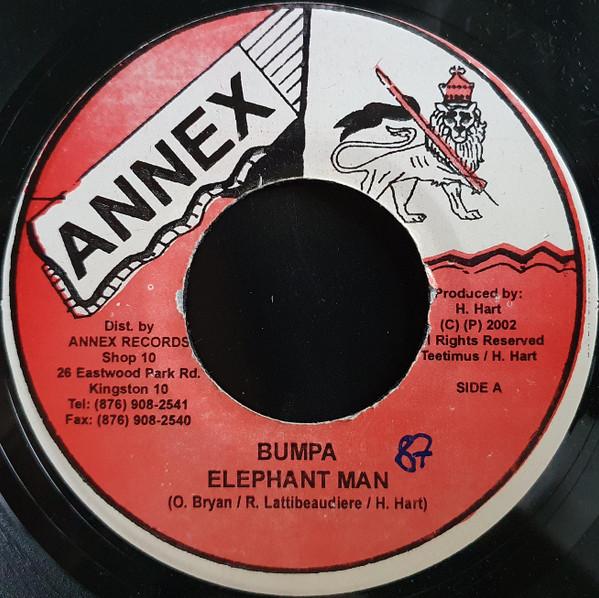 ANNEX
Dist. by
ANNEX RECORDS
Shop 10
26 Eastwood Park Rd.
Kingston 10
Tel: (876) 908-2541
Fax: (876) 908-2540
Produced by:
H. Hart
(C) (P) 2002
Rights Reserved
Teetimus / H. Hart
SIDE A
BUMPA
87
ELEPHANT MAN
(O. Bryan / R. Lattibeaudiere / H. Hart)